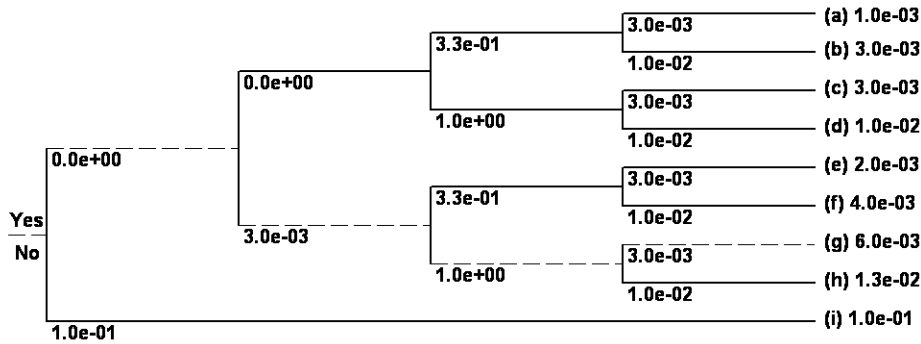 (a) 1.0e-03
3.0e-03
3.3e-01
(b) 3.0e-03
1.0e-02
0.0e+00
(c) 3.0e-03
3.0e-03
1.0e+00
(d) 1.0e-02
1.0e-02
0.0e+00
(e) 2.0e-03
3.0e-03
3.3e-01
(f) 4.0e-03
1.0e-02
Yes
3.0e-03
(g) 6.0e-03
No
3.0e-03
1.0e+00
(h) 1.3e-02
1.0e-02
(i) 1.0e-01
1.0e-01